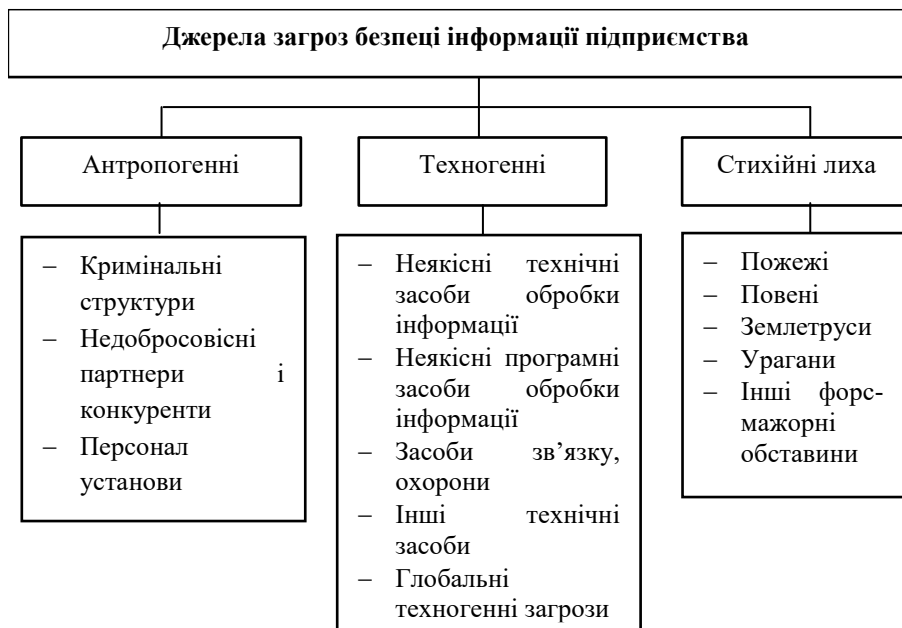 Джерела загроз безпеці інформації підприємства
Антропогенні
Техногенні
Стихійні лиха
– Кримінальні
структури
– Недобросовісні
партнери і
конкуренти
– Персонал
установи
– Неякісні технічні
засоби обробки
інформації
– Неякісні програмні
засоби обробки
інформації
– Засоби зв’язку,
охорони
– Інші технічні
засоби
– Глобальні
техногенні загрози
– Пожежі
– Повені
– Землетруси
– Урагани
– Інші форс-
мажорні
обставини